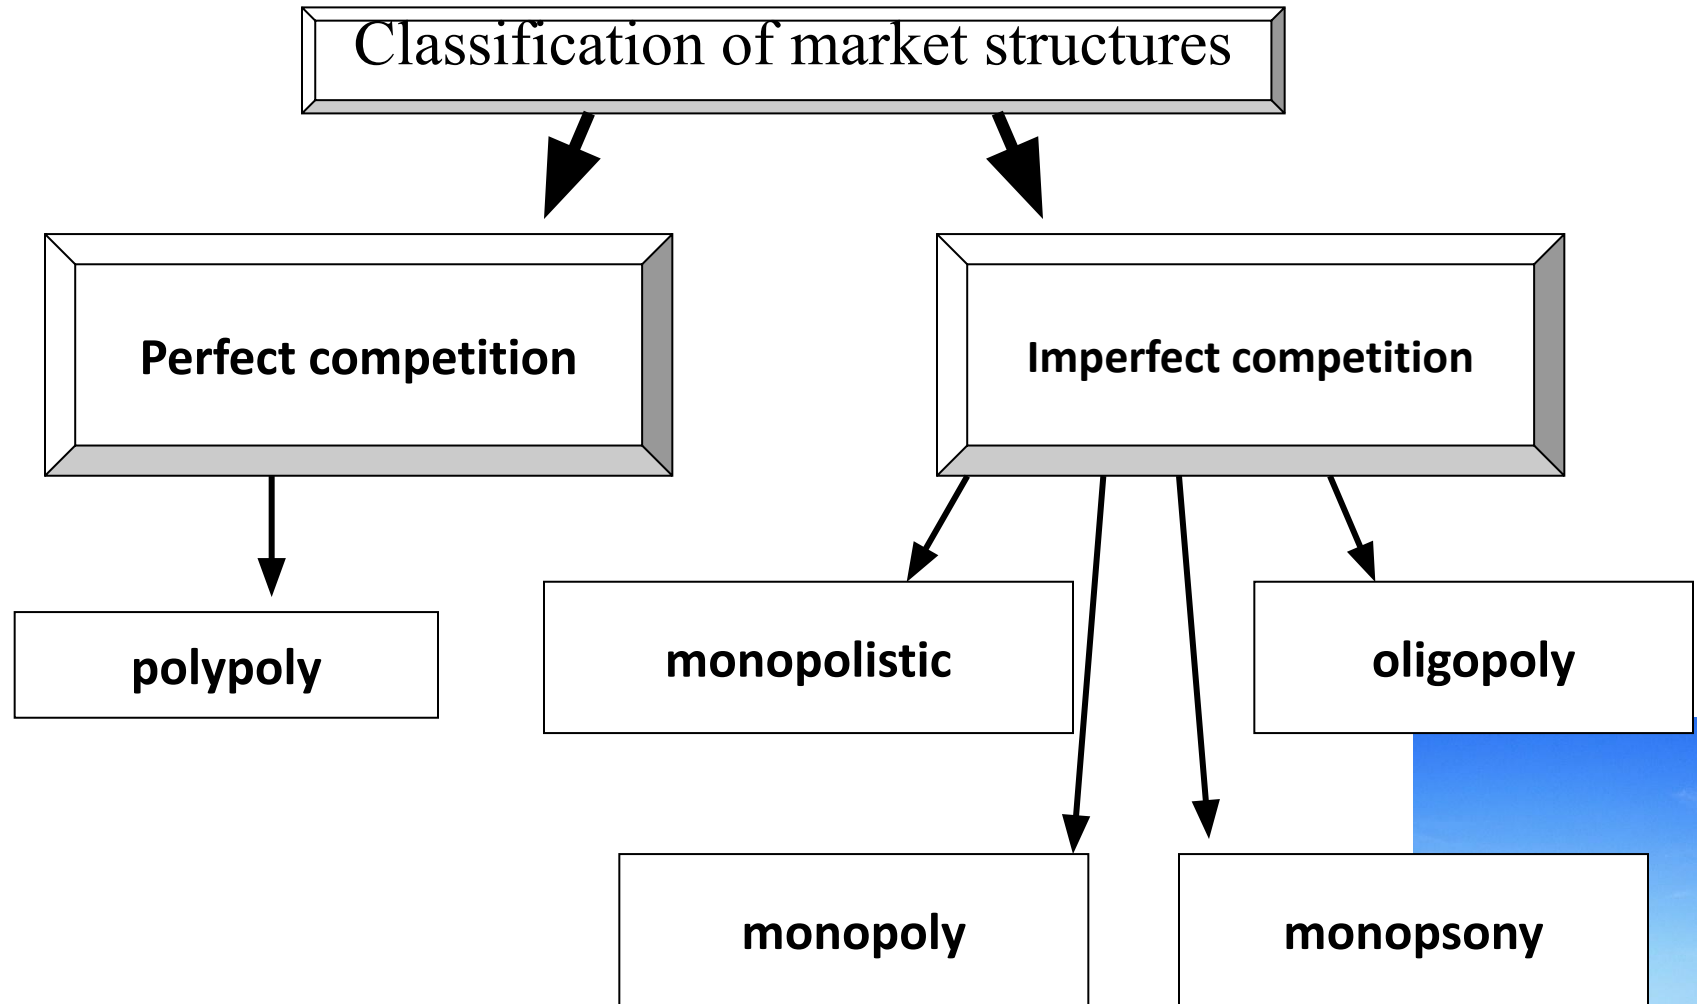 Classification of market structures
Perfect competition
Imperfect competition
polypoly
monopolistic
oligopoly
monopoly
monopsony